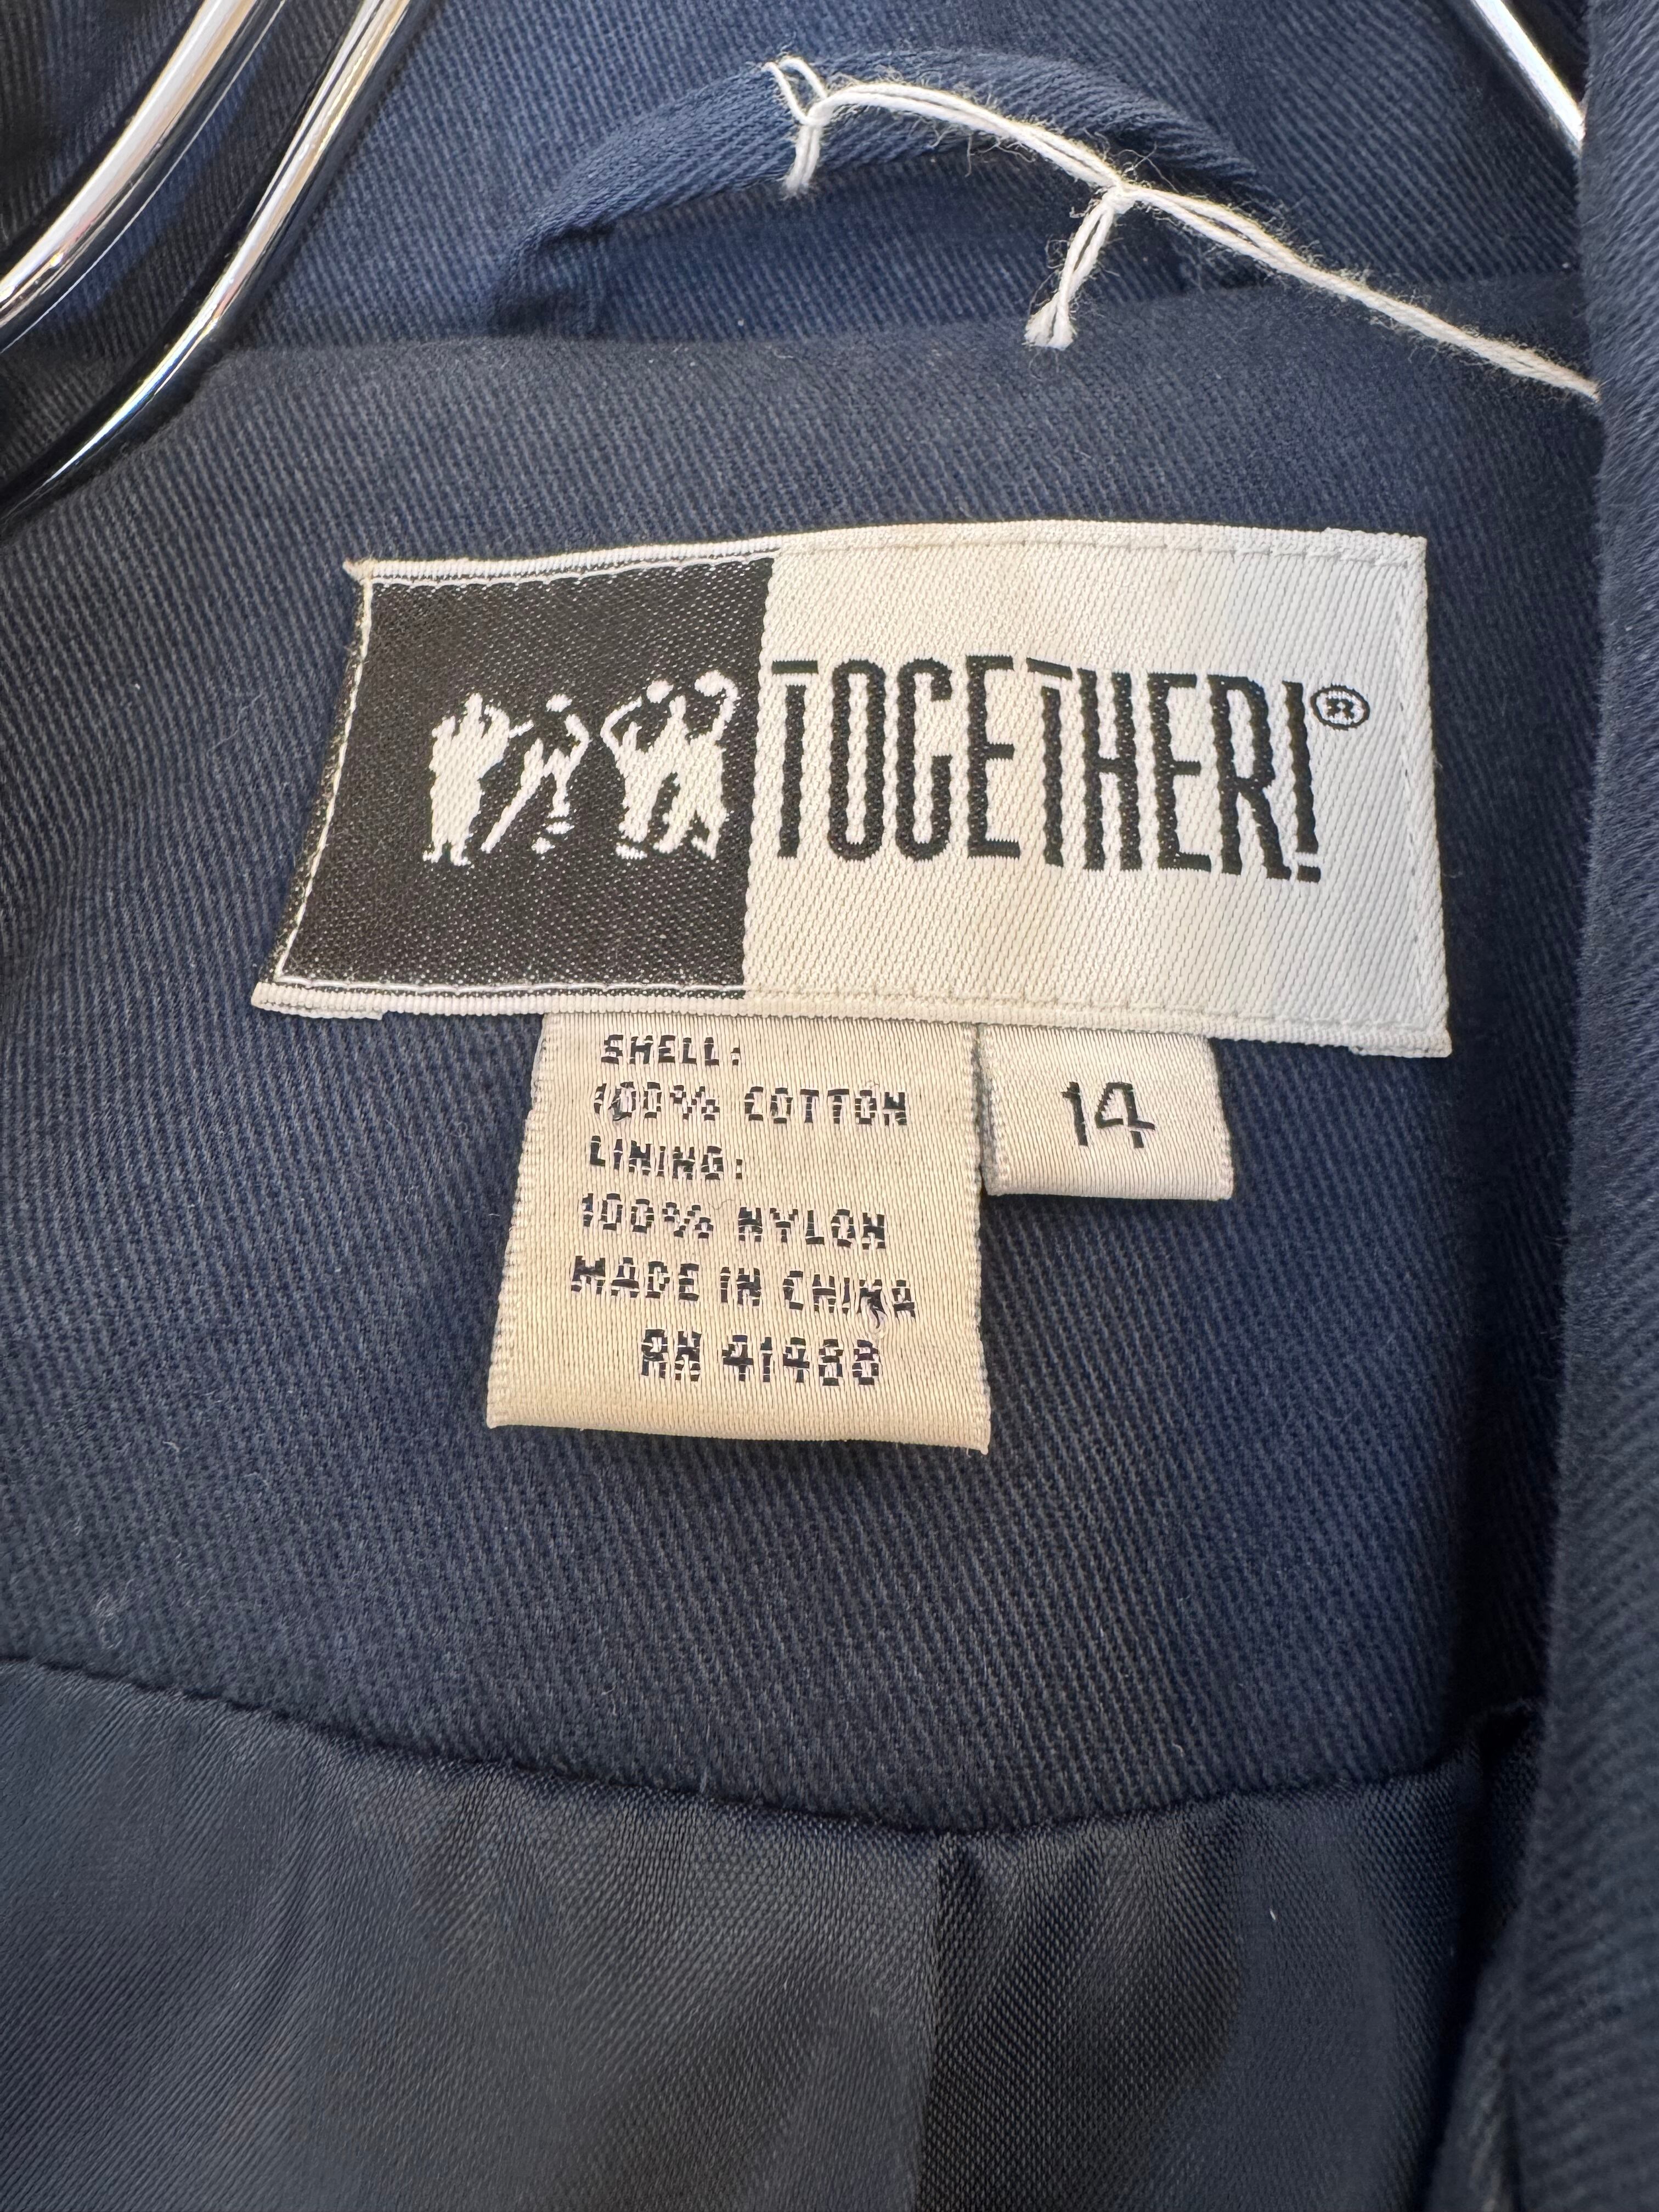 TOGETHER!®
SHELL:
100% COTTON
LINING:
100% NYLON
MADE IN CHINA
RN 41488
14